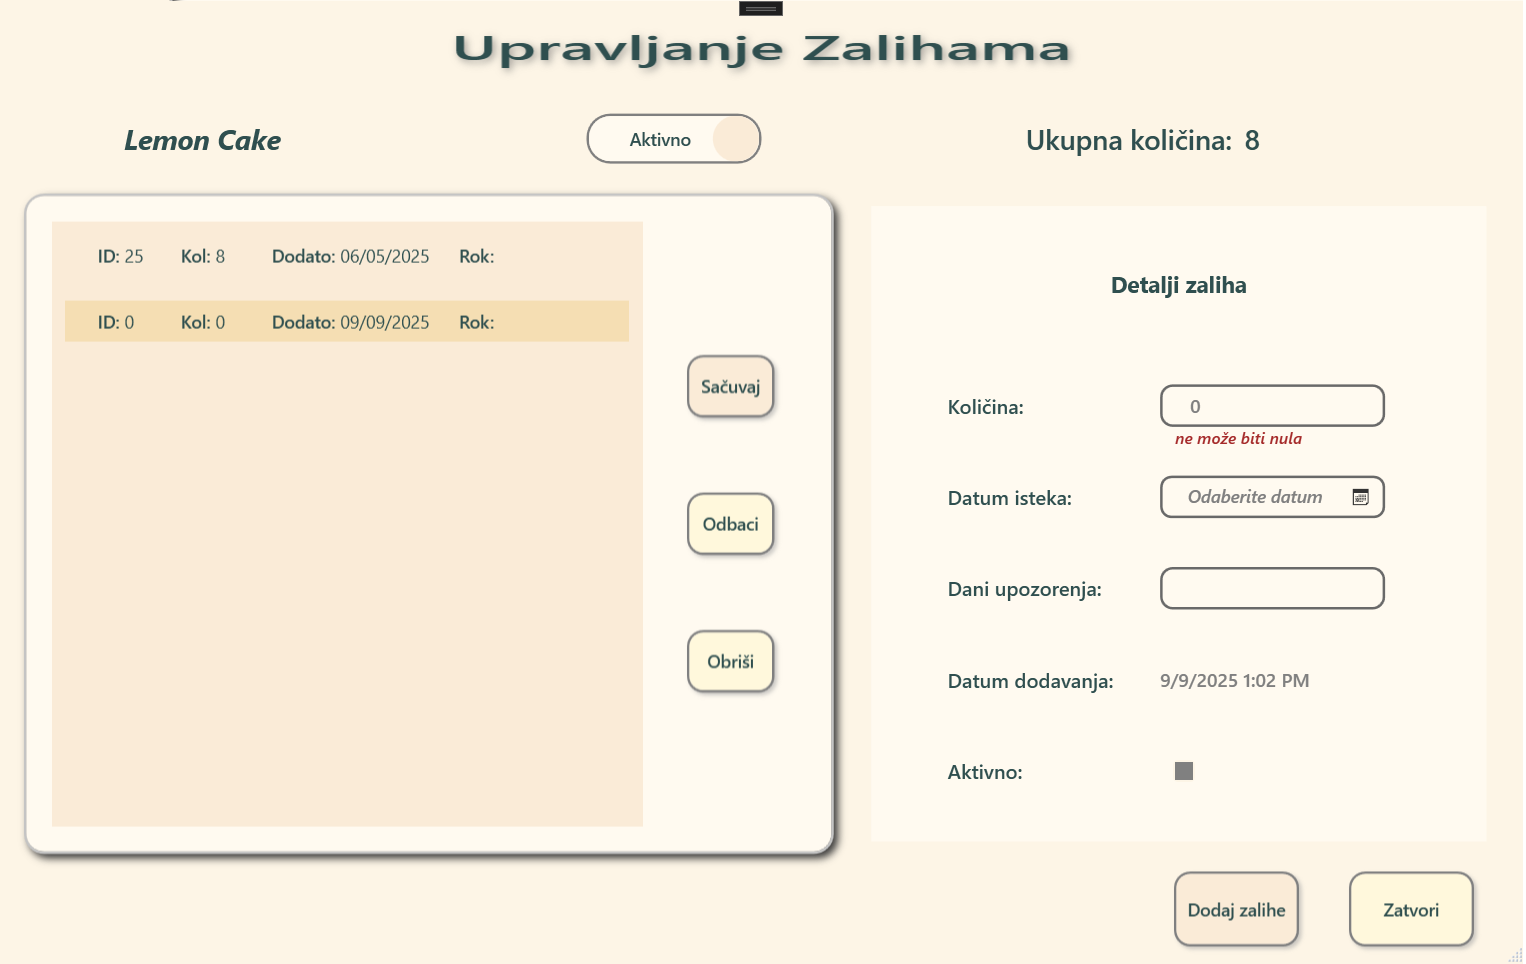 Upravljanje Zalihama
Lemon Cake
Aktivno
Ukupna količina: 8
ID: 25 Kol: 8 Dodato: 06/05/2025 Rok:
ID: 0 Kol: 0 Dodato: 09/09/2025 Rok:
Sačuvaj
Odbaci
Obriši
Detalji zaliha
Količina: 0
ne može biti nula
Datum isteka: Odaberite datum
Dani upozorenja:
Datum dodavanja: 9/9/2025 1:02 PM
Aktivno:
Dodaj zalihe
Zatvori